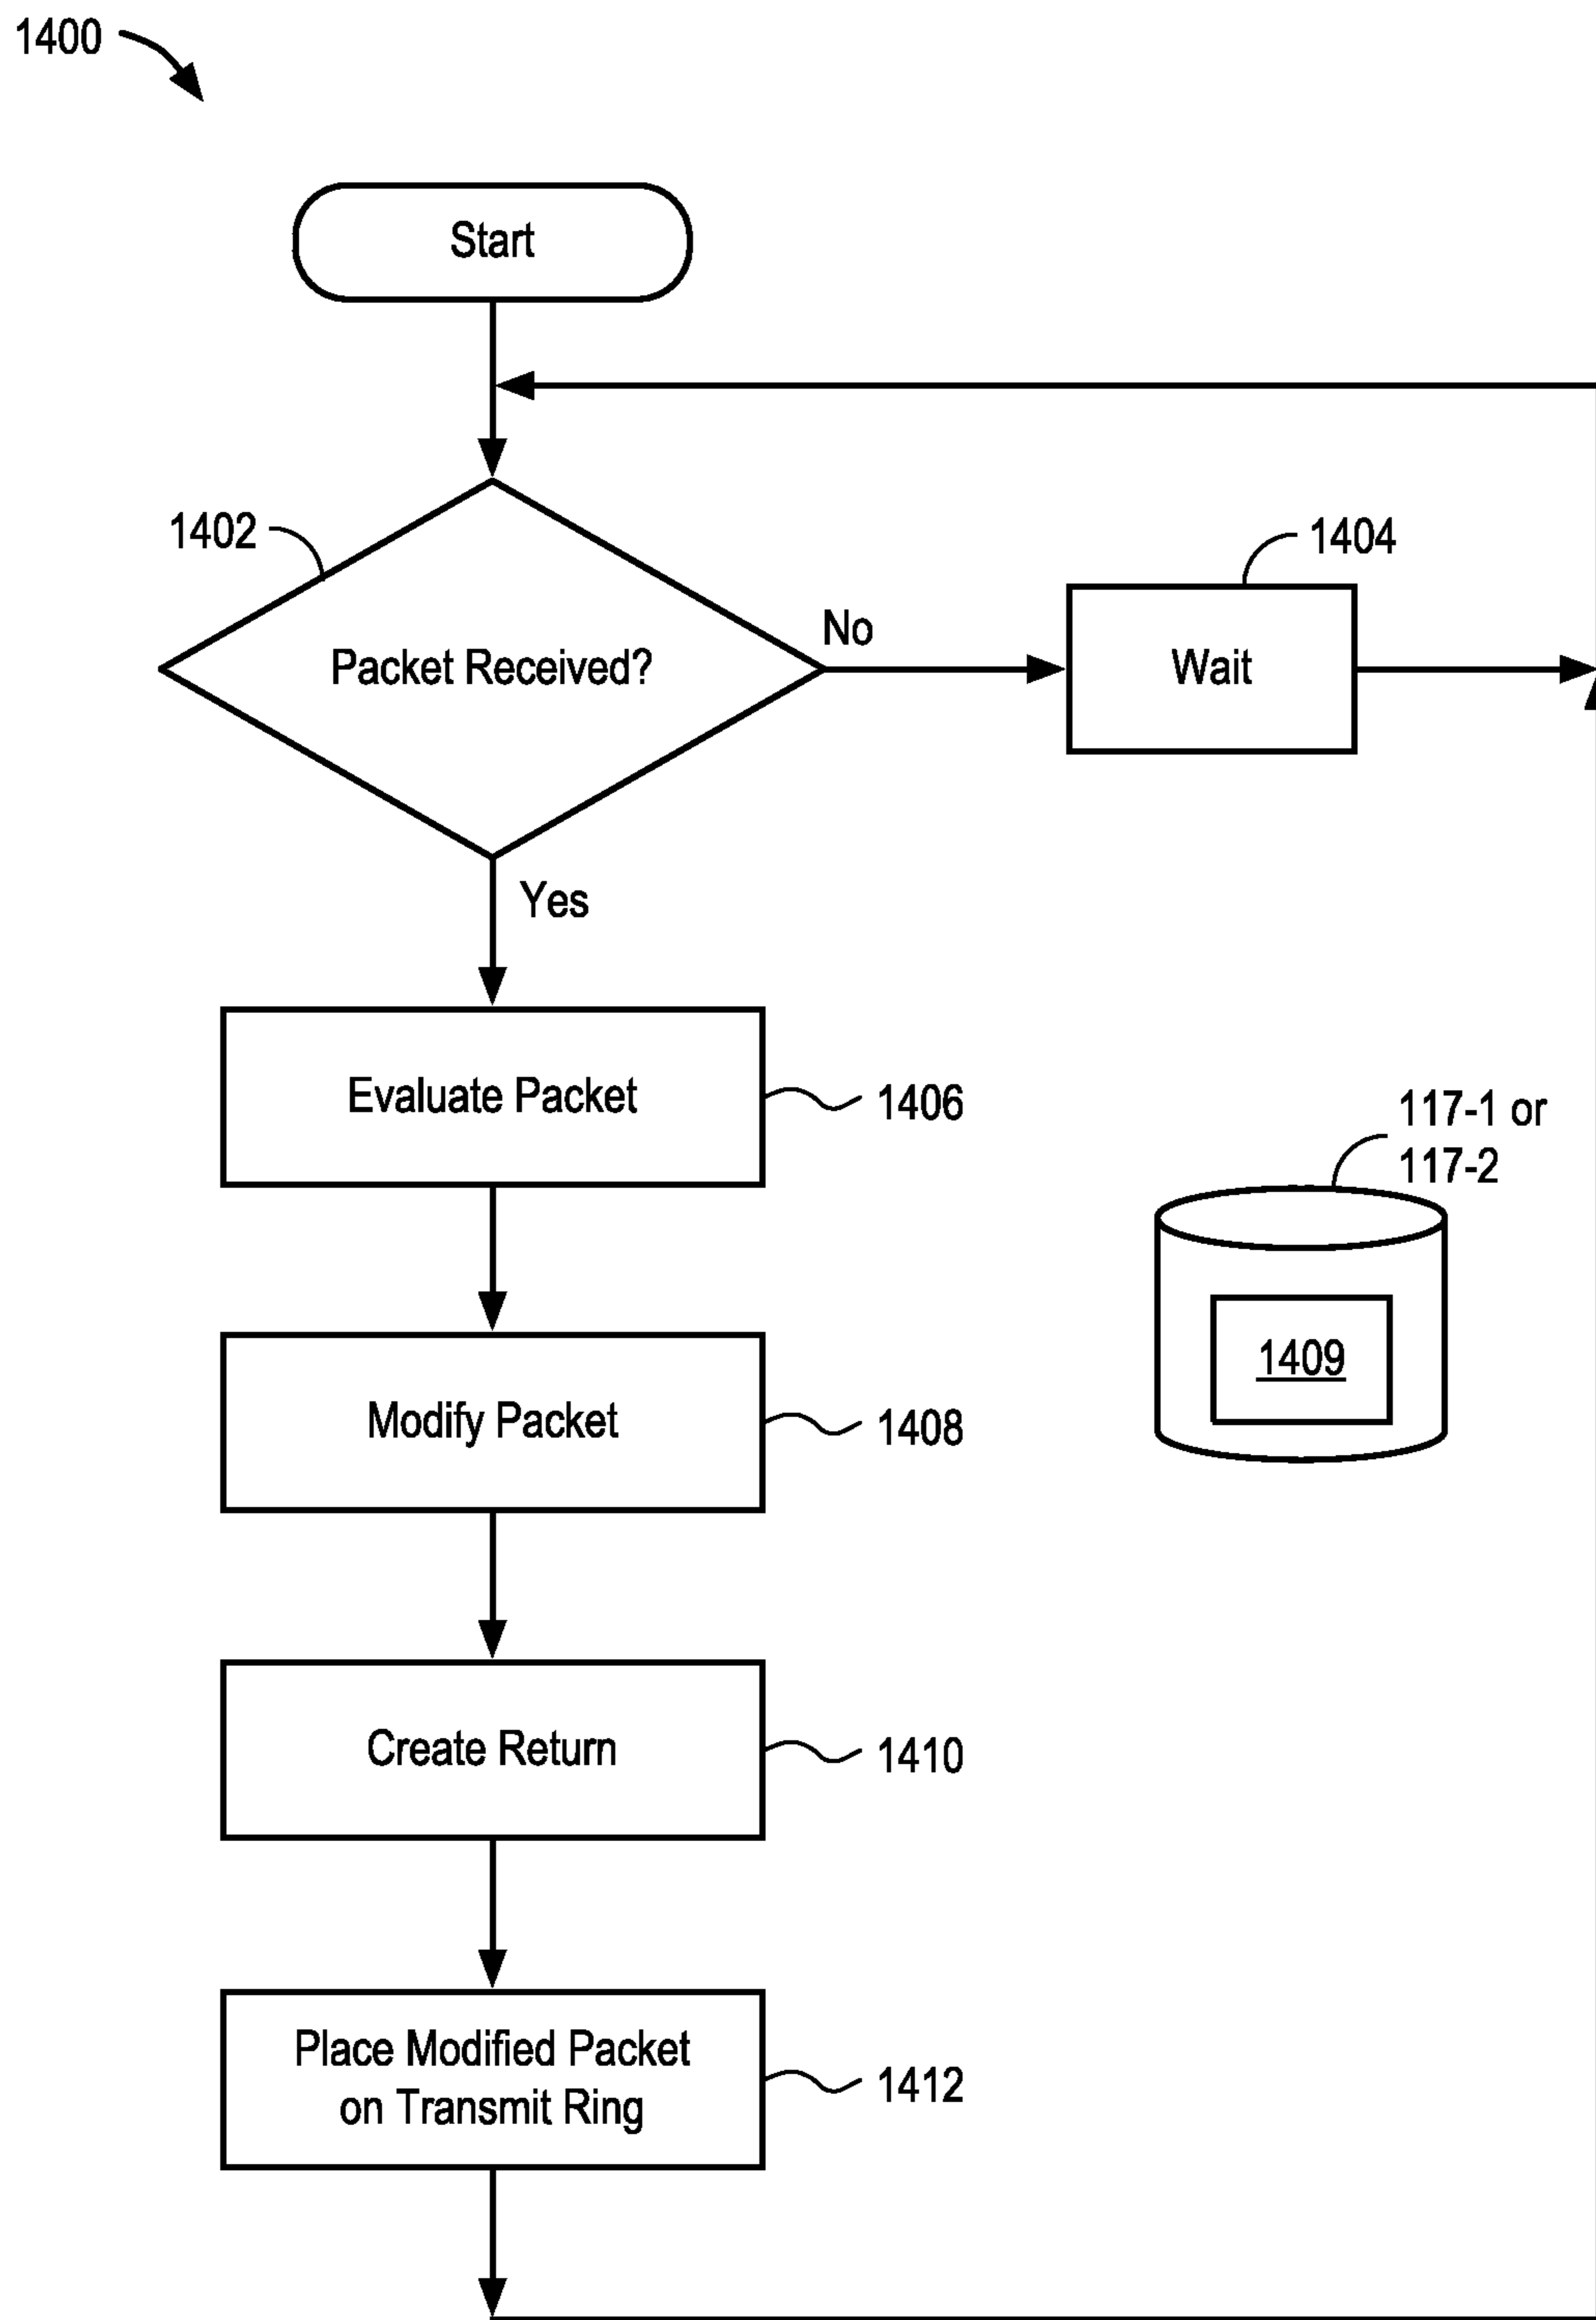 1400
Start
1402
Packet Received?
No
1404
Wait
Yes
Evaluate Packet
1406
117-1 or
117-2
1409
Modify Packet
1408
Create Return
1410
Place Modified Packet
on Transmit Ring
1412